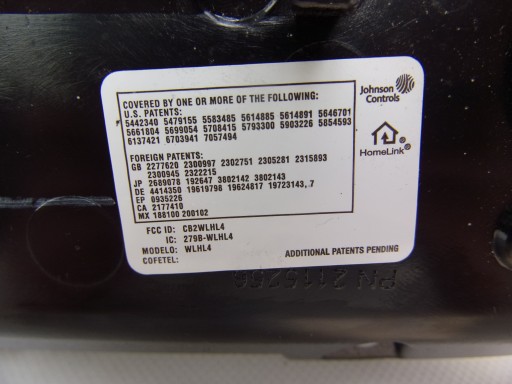 COVERED BY ONE OR MORE OF THE FOLLOWING:
U.S. PATENTS:
5442340 5479155 5583485 5614885 5614891 5646701
5661804 5699054 5708415 5793300 5903226 5854593
6137421 6703941 7057494
FOREIGN PATENTS:
GB 2277620 2300997 2302751 2305281 2315893
2300945 2322215
JP 2689078 192647 3802142 3802143
DE 4414350 19619798 19624817 19723143,.7
EP 0935226
CA 2177410
MX 188100 200102
FCC ID: CB2WLHL4
IC: 279B-WLHL4
MODELO: WLHL4
COFETEL:
Johnson
Controls
HomeLink®
ADDITIONAL PATENTS PENDING